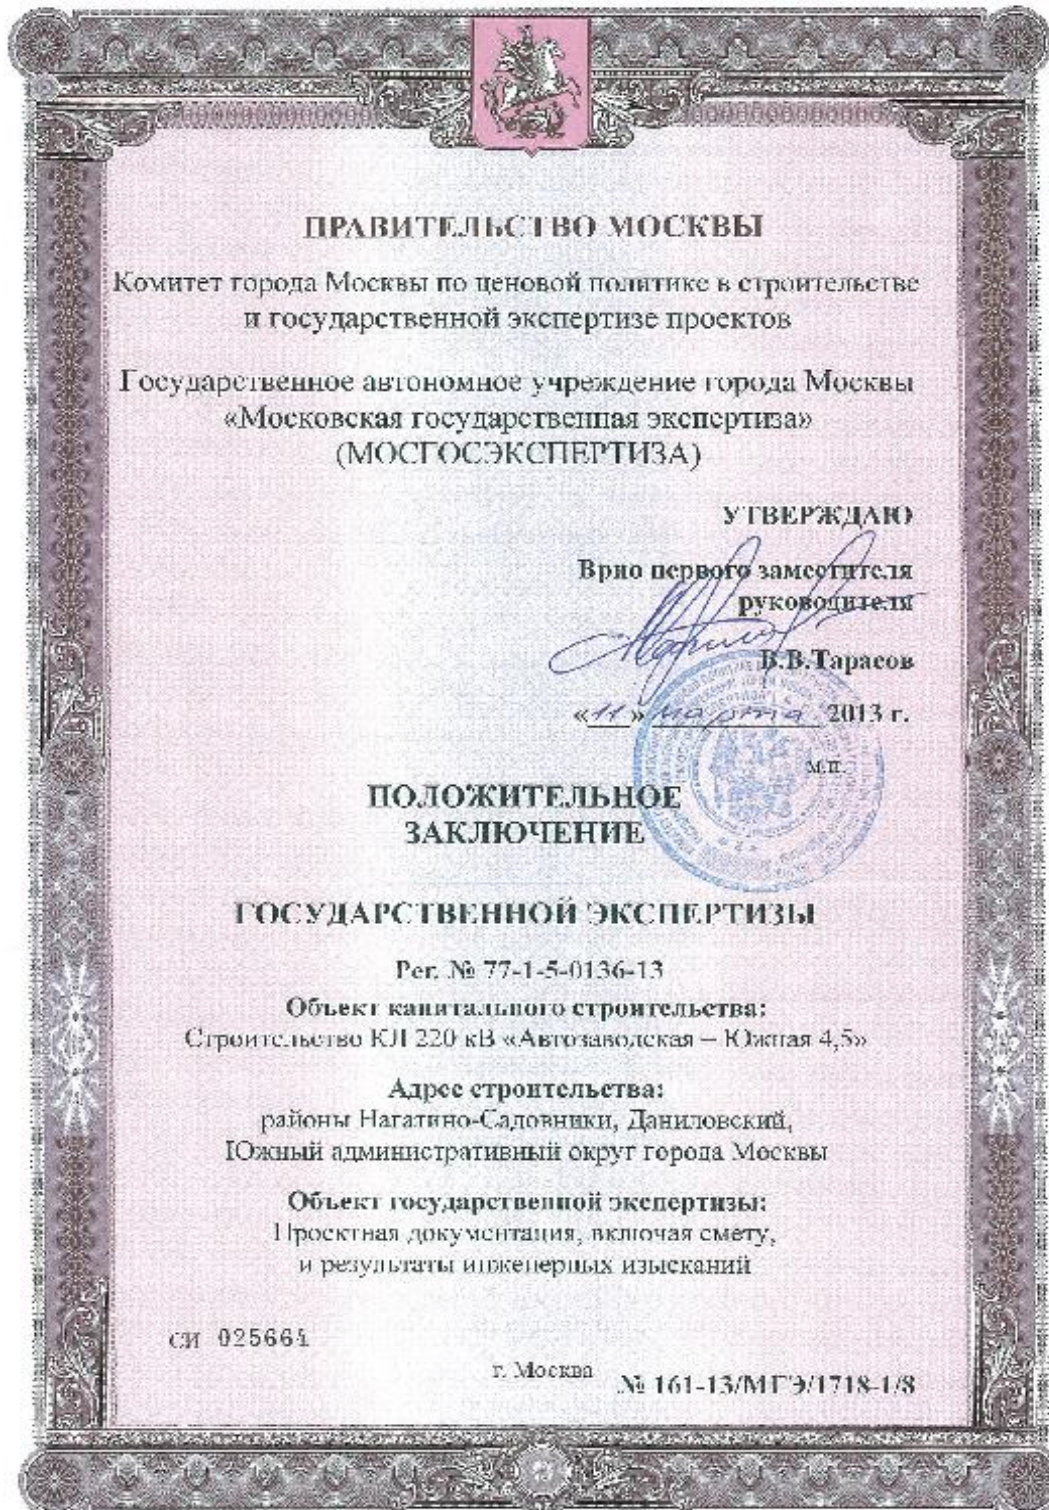 ПРАВИТЕЛЬСТВО МОСКВЫ
Комитет города Москвы по ценовой политике в строительстве
и государственной экспертизе проектов
Государственное автономное учреждение города Москвы
«Московская государственная экспертиза»
(МОСГОСЭКСПЕРТИЗА)
УТВЕРЖДАЮ
Врио первого заместителя
руководителя
В.В.Тарасов
«11» марта 2013 г.
м.п.
ПОЛОЖИТЕЛЬНОЕ
ЗАКЛЮЧЕНИЕ
ГОСУДАРСТВЕННОЙ ЭКСПЕРТИЗЫ
Рег. № 77-1-5-0136-13
Объект капитального строительства:
Строительство КЛ 220 кВ «Автозаводская – Южная 4,5»
Адрес строительства:
районы Нагатино-Садовники, Даниловский,
Южный административный округ города Москвы
Объект государственной экспертизы:
Проектная документация, включая смету,
и результаты инженерных изысканий
СИ 025661
г. Москва
№ 161-13/МГЭ/1718-1/8